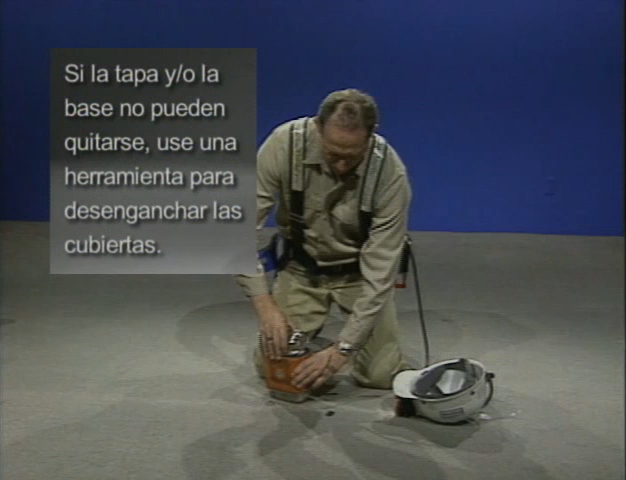 Si la tapa y/o la
base no pueden
quitarse, use una
herramienta para
desenganchar las
cubiertas.